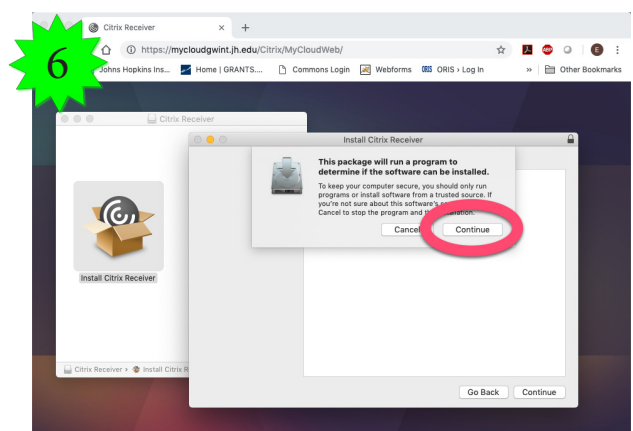 6
Citrix Receiver
https://mycloudgwint.jh.edu/Citrix/MyCloudWeb/
ABP
E
Johns Hopkins Ins...
Home | GRANTS....
Commons Login
Webforms
ORIS
ORIS › Log In
Other Bookmarks
Citrix Receiver
Install Citrix Receiver
This package will run a program to
determine if the software can be installed.
To keep your computer secure, you should only run
programs or install software from a trusted source. If
you're not sure about this software's
Cancel to stop the program and
Continue
Install Citrix Receiver
Citrix Receiver › Install Citrix
Go Back
Continue